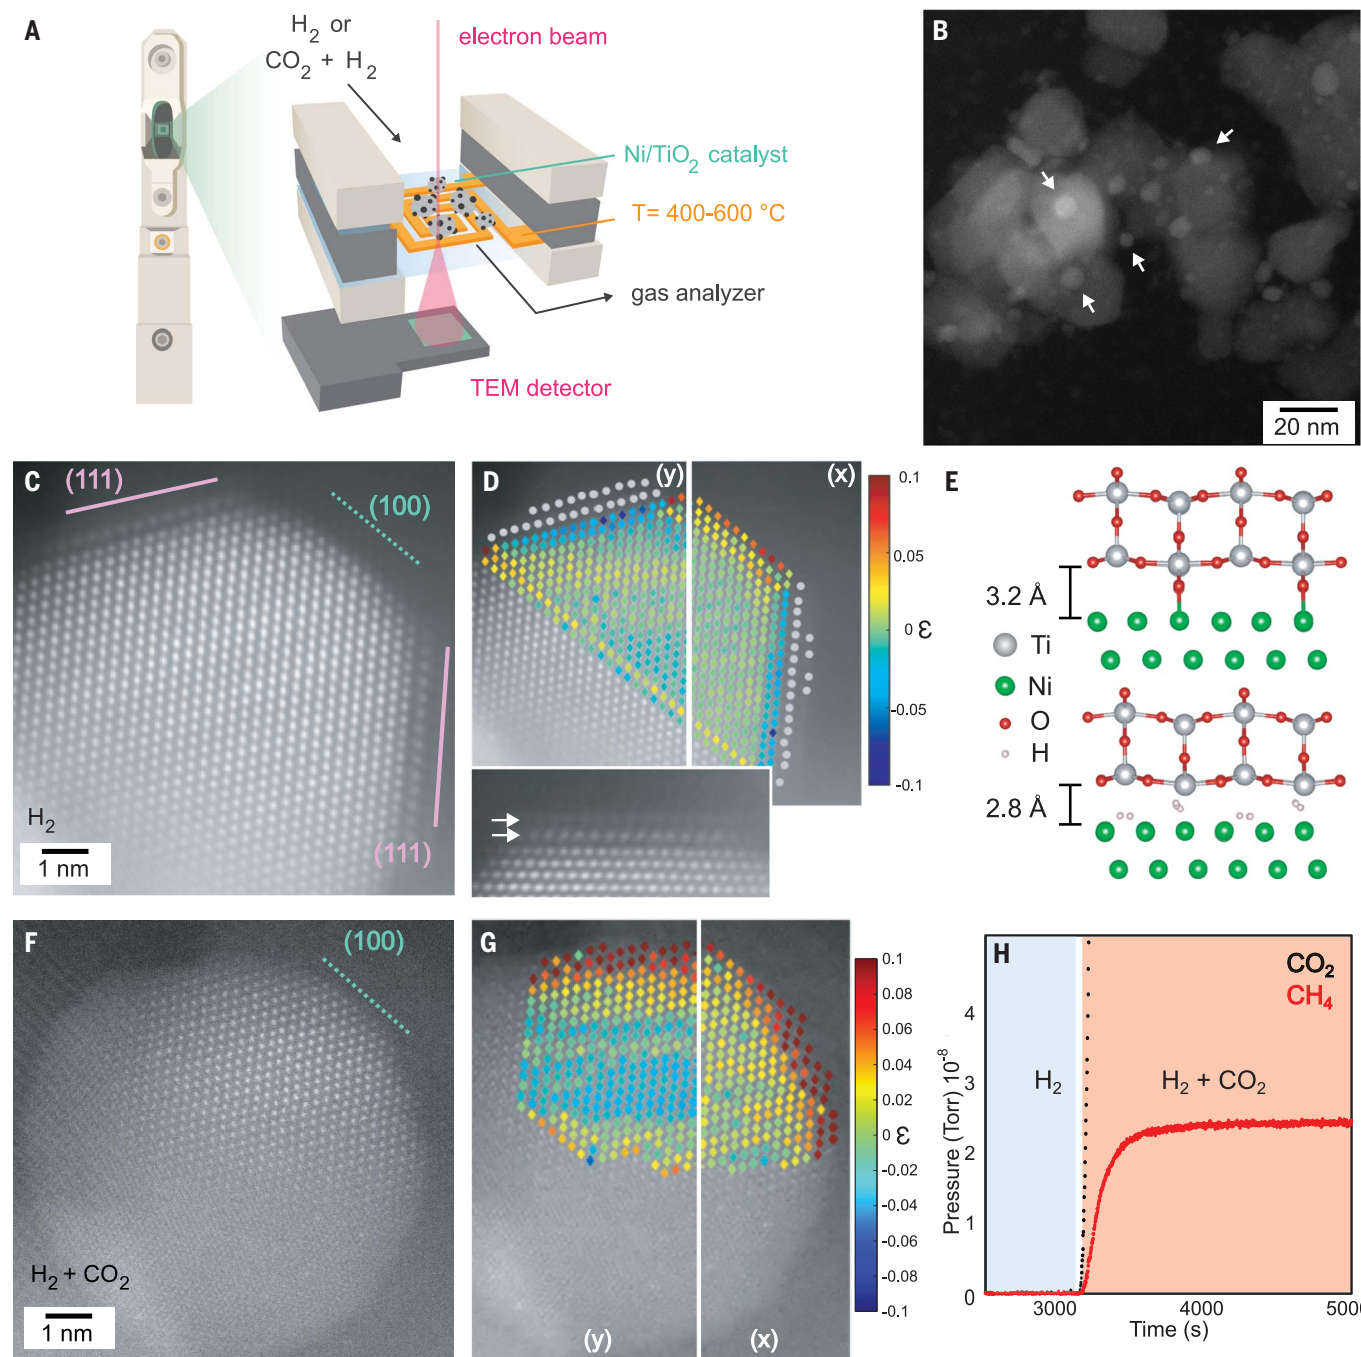 A
H2 or
CO2 + H2
electron beam
Ni/TiO2 catalyst
T= 400-600 °C
gas analyzer
TEM detector
B
20 nm
C
(111)
(100)
(111)
H2
1 nm
D
(y)
(x)
0.1
0.05
0
ε
-0.05
-0.1
E
3.2 Å
Ti
Ni
O
H
2.8 Å
F
(100)
H2 + CO2
1 nm
G
(y)
(x)
0.1
0.08
0.06
0.04
0.02
0
ε
-0.02
-0.04
-0.06
-0.08
-0.1
H
CO2
CH4
H2
H2 + CO2
Pressure (Torr) 10-8
4
3
2
1
0
3000
4000
5000
Time (s)